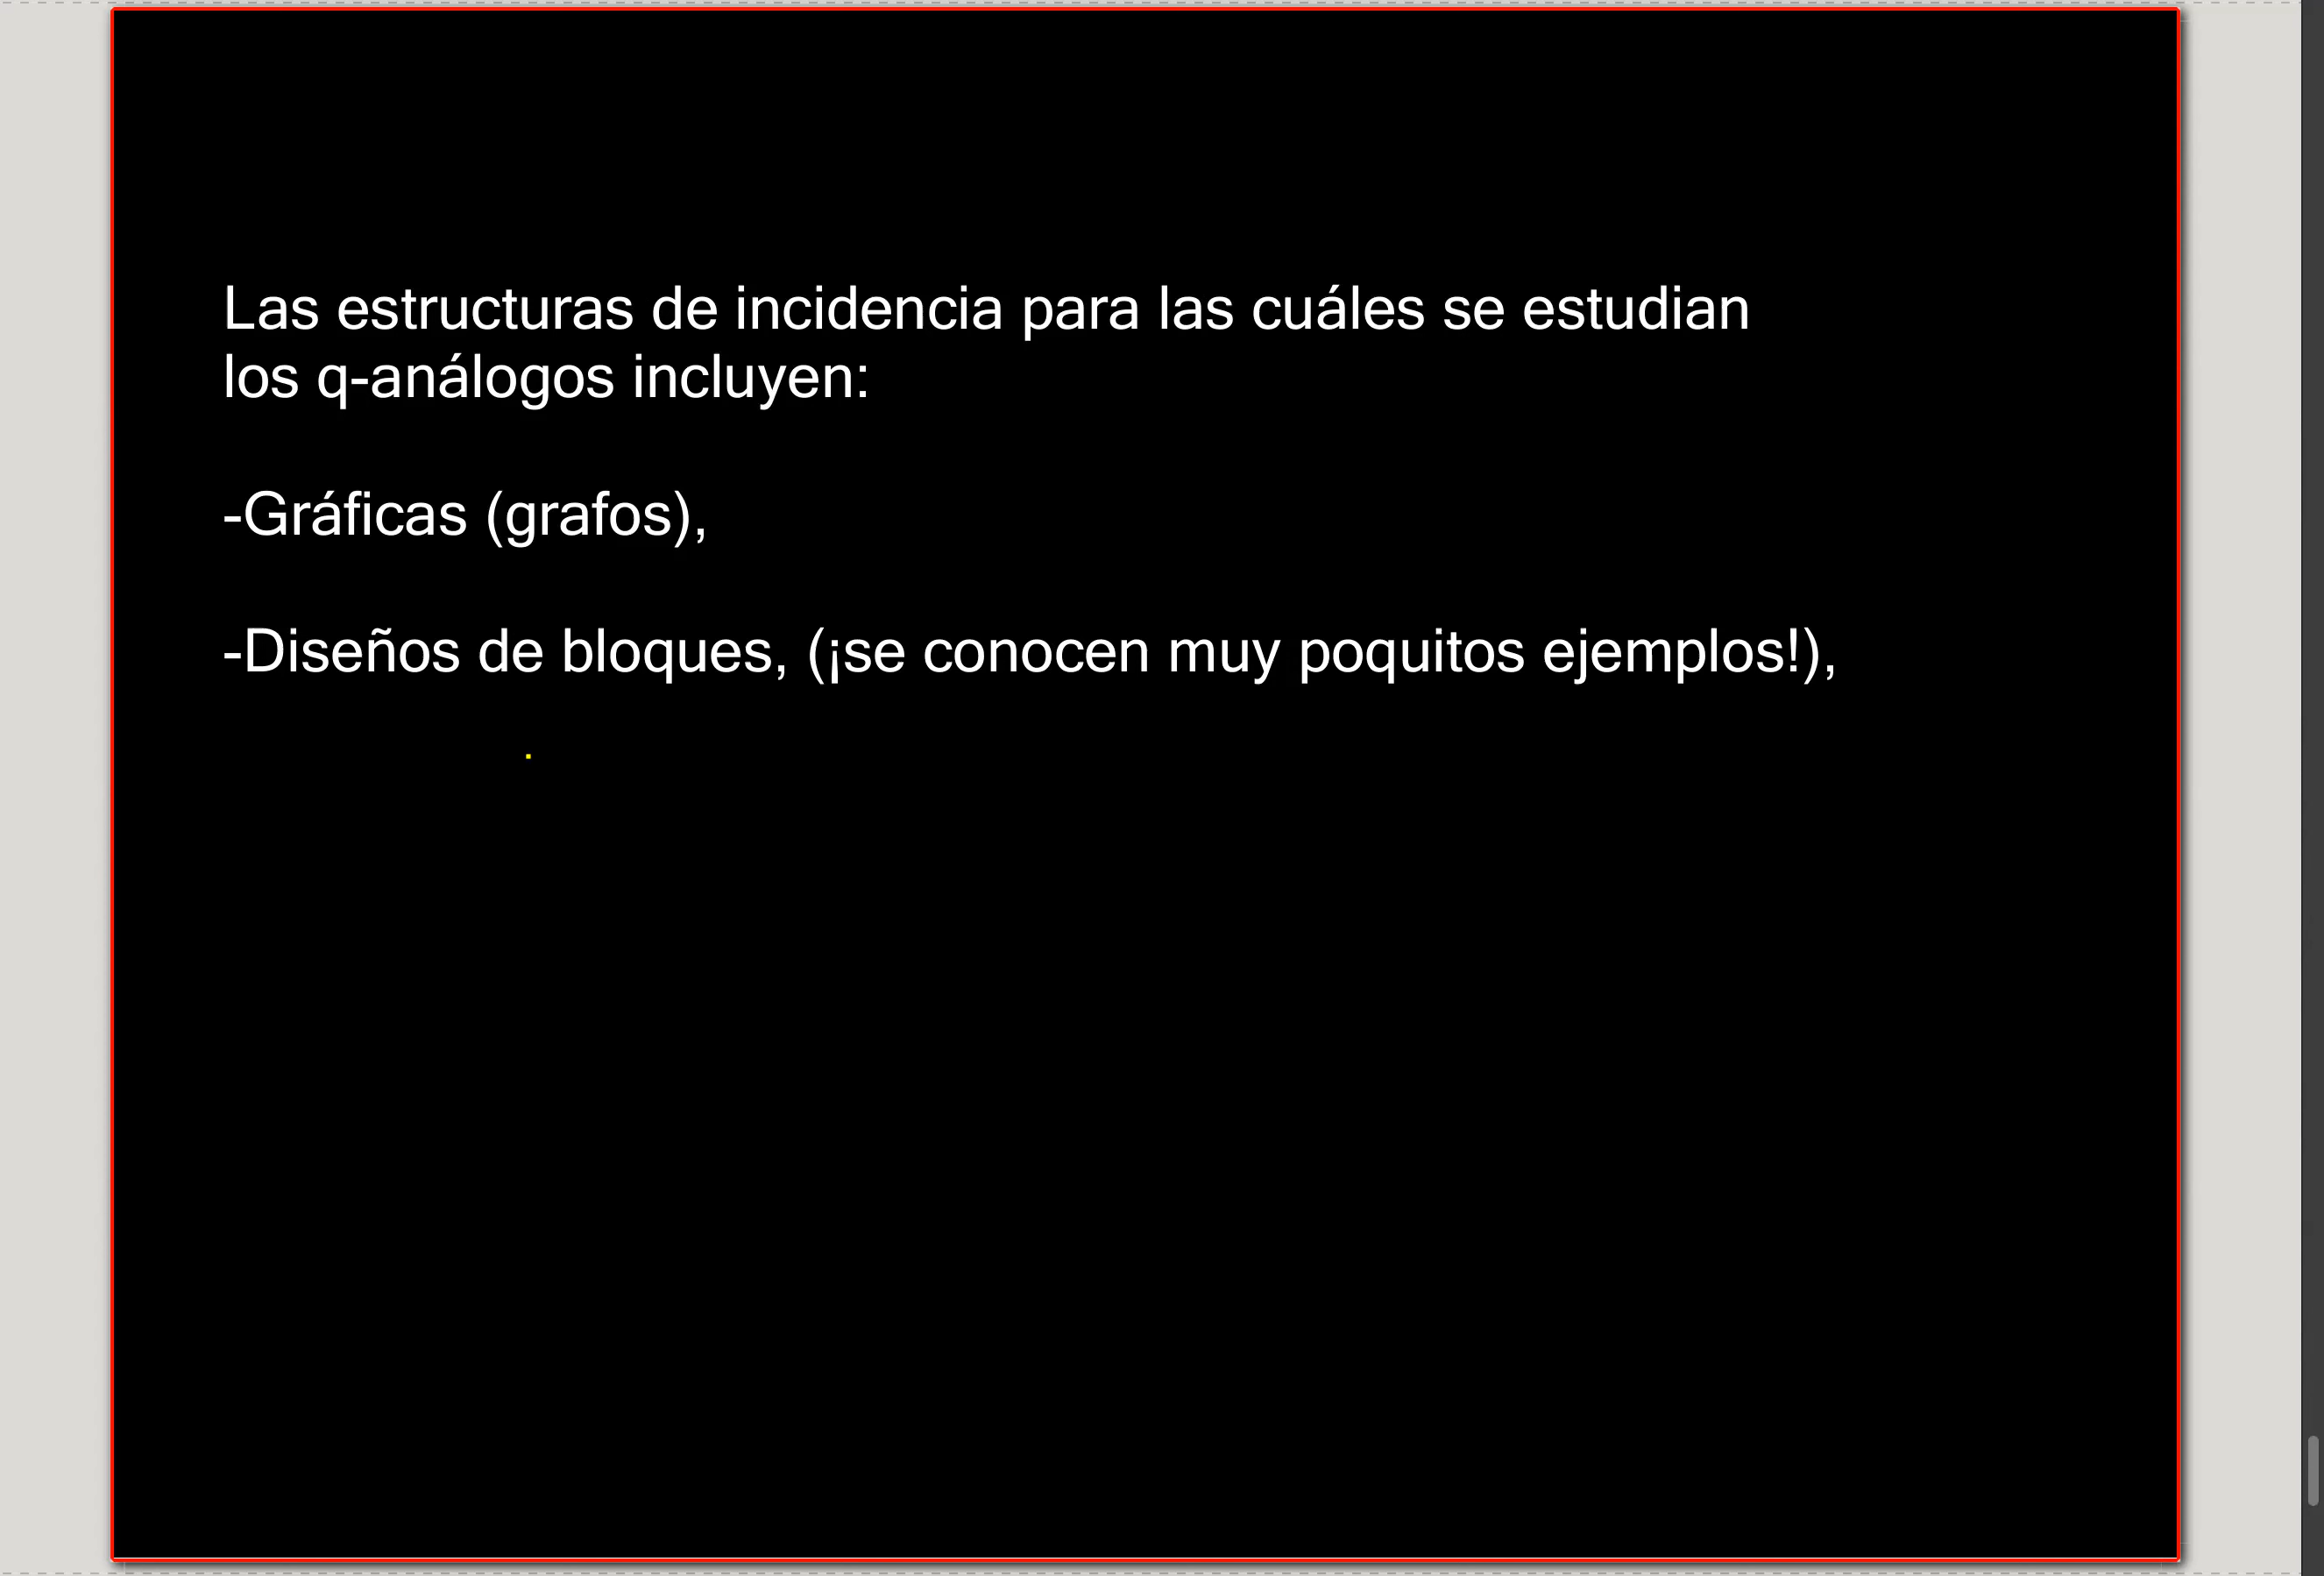 Las estructuras de incidencia para las cuáles se estudian
los q-análogos incluyen:
-Gráficas (grafos),
-Diseños de bloques, (¡se conocen muy poquitos ejemplos!),